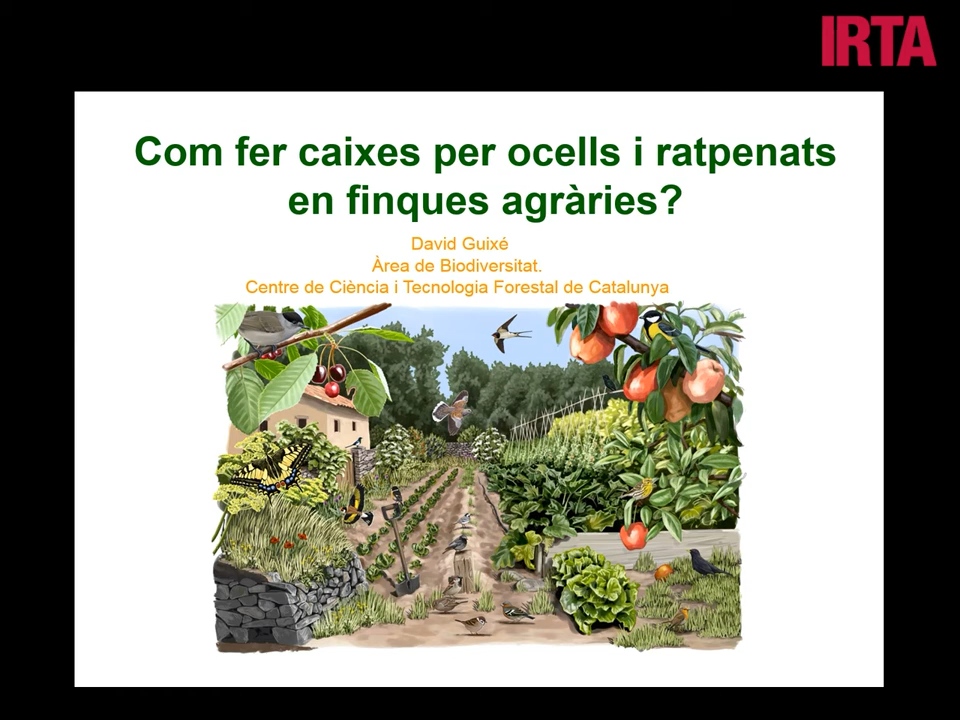 IRTA
Com fer caixes per ocells i ratpenats
en finques agràries?
David Guixé
Àrea de Biodiversitat.
Centre de Ciència i Tecnologia Forestal de Catalunya